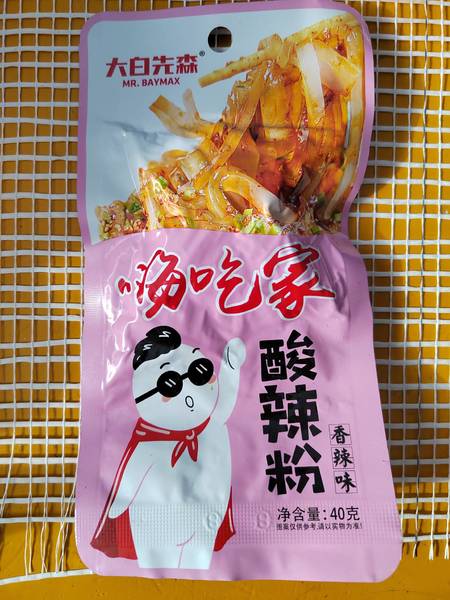 大白先森®
MR. BAYMAX
嗨吃家
酸辣粉
香辣味
净含量:40克
图案仅供参考,请以实物为准!